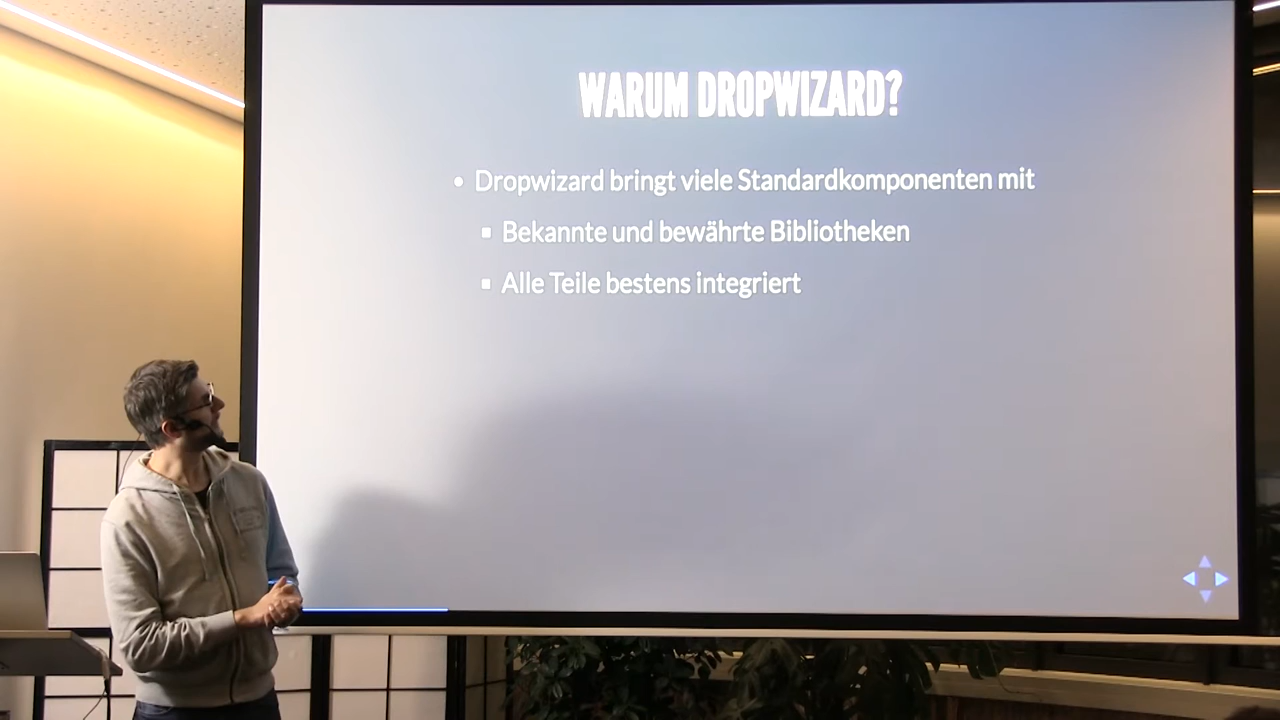 WARUM DROPWIZARD?
Dropwizard bringt viele Standardkomponenten mit
Bekannte und bewährte Bibliotheken
Alle Teile bestens integriert